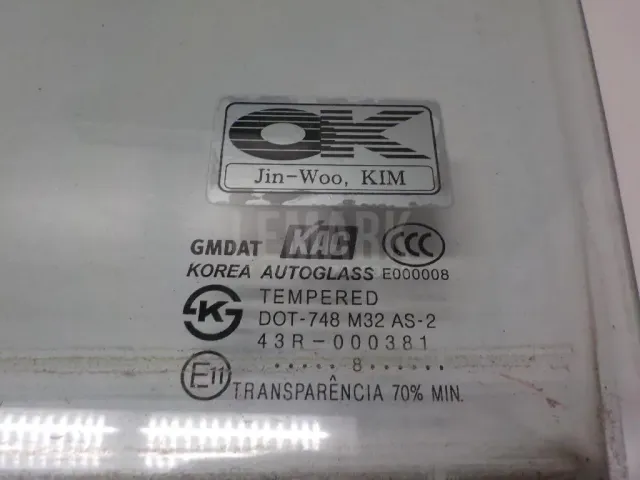 OK
Jin-Woo, KIM
LEMARK
GMDAT KAC CCC
KOREA AUTOGLASS E000008
K TEMPERED
DOT-748 M32 AS-2
43R-000381
..... 8......
E11 TRANSPARÊNCIA 70% MIN.